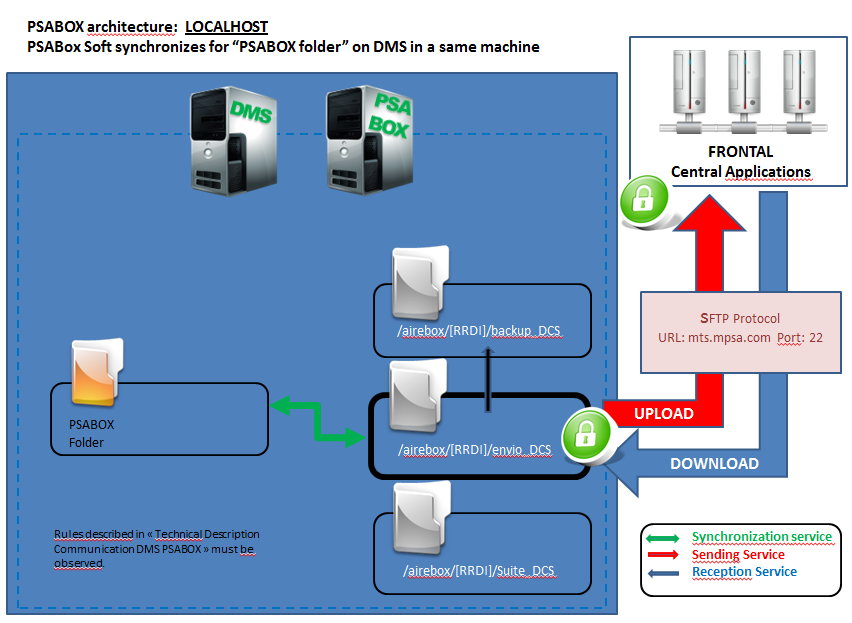 PSABOX architecture: LOCALHOST
PSABox Soft synchronizes for “PSABOX folder” on DMS in a same machine
DMS
PSA
BOX
FRONTAL
Central Applications
/airebox/[RRDI]/backup_DCS
SFTP Protocol
URL: mts.mpsa.com Port: 22
PSABOX
Folder
/airebox/[RRDI]/envio_DCS
UPLOAD
DOWNLOAD
Rules described in « Technical Description
Communication DMS PSABOX » must be
observed.
/airebox/[RRDI]/Suite_DCS
Synchronization service
Sending Service
Reception Service